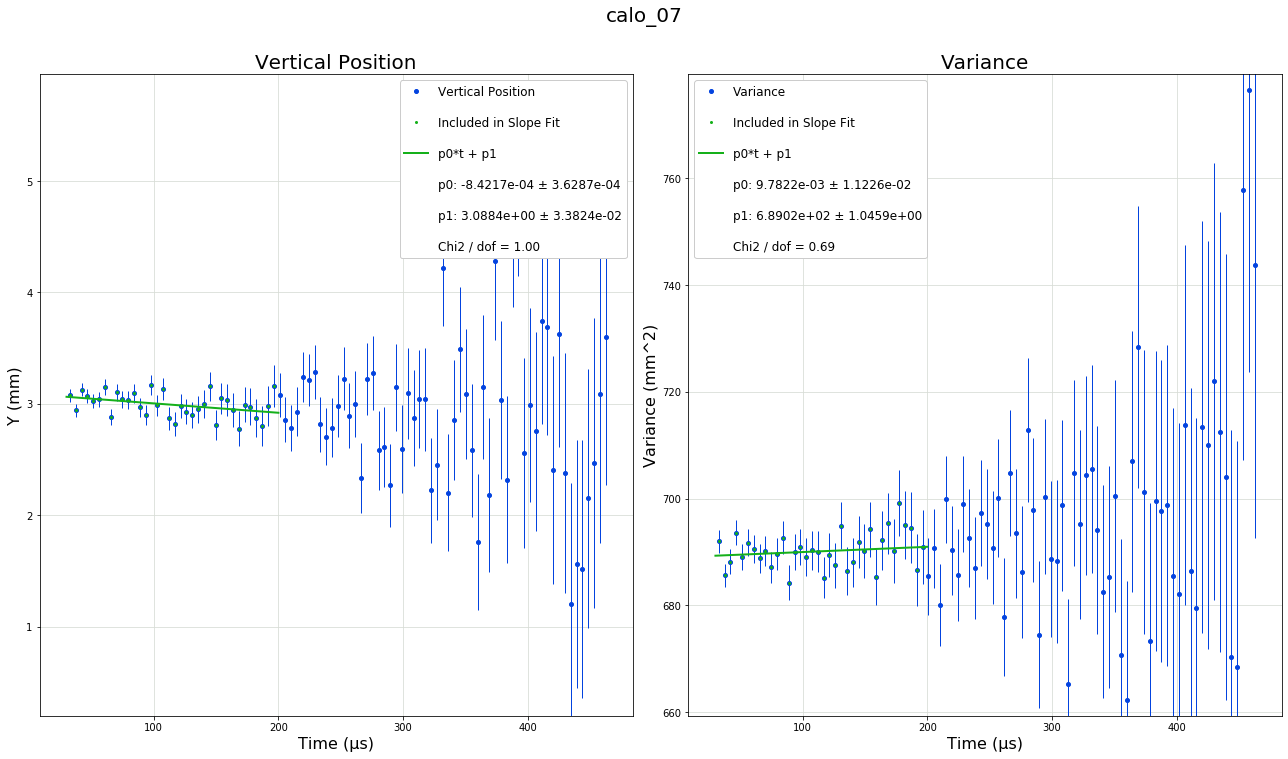 calo_07
Vertical Position
Y (mm)
5
4
3
2
1
100
200
300
400
Time (μs)
Vertical Position
Included in Slope Fit
p0*t + p1
p0: -8.4217e-04 ± 3.6287e-04
p1: 3.0884e+00 ± 3.3824e-02
Chi2 / dof = 1.00
Variance
Variance (mm^2)
760
740
720
700
680
660
100
200
300
400
Time (μs)
Variance
Included in Slope Fit
p0*t + p1
p0: 9.7822e-03 ± 1.1226e-02
p1: 6.8902e+02 ± 1.0459e+00
Chi2 / dof = 0.69